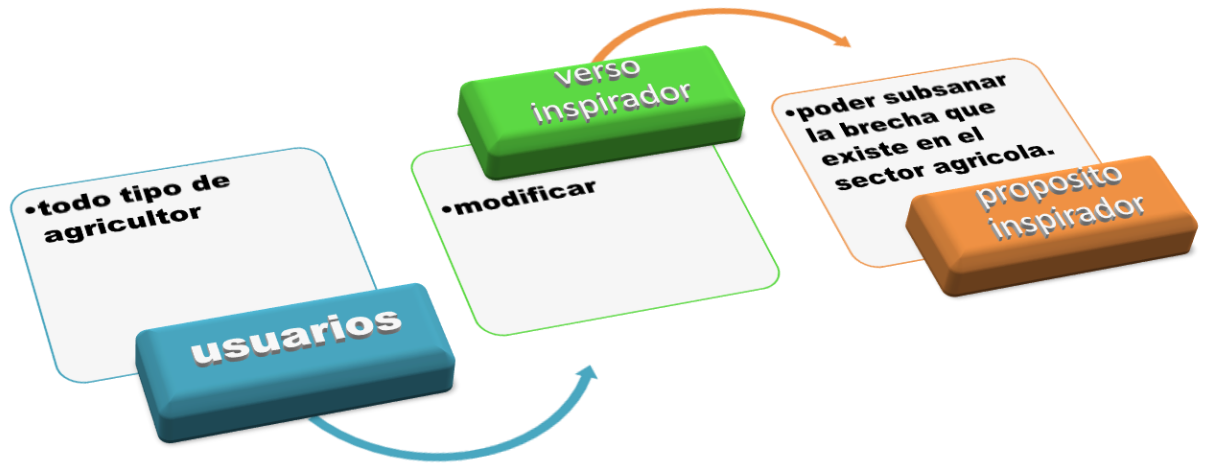 •todo tipo de
agricultor
usuarios
verso
inspirador
•modificar
•poder subsanar
la brecha que
existe en el
sector agricola.
proposito
inspirador